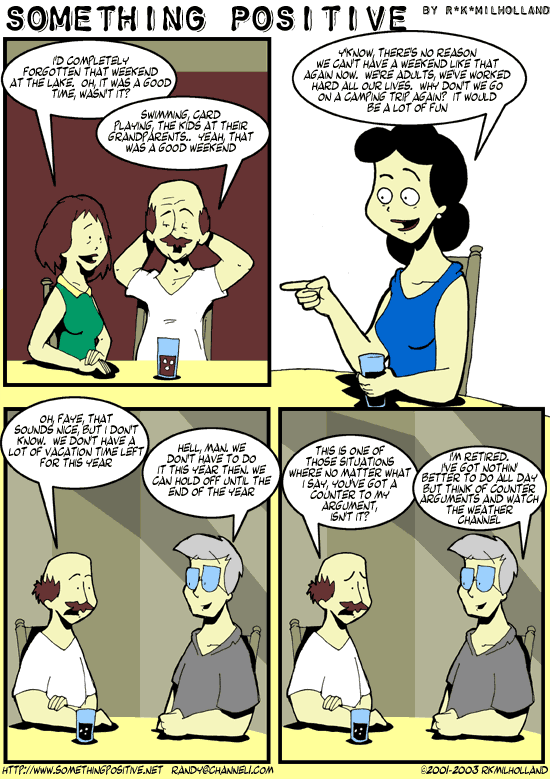 SOMETHING POSITIVE BY R*K*MILHOLLAND
I'D COMPLETELY
FORGOTTEN THAT WEEKEND
AT THE LAKE. OH, IT WAS A GOOD
TIME, WASN'T IT?
SWIMMING, CARD
PLAYING, THE KIDS AT THEIR
GRANDPARENTS.. YEAH, THAT
WAS A GOOD WEEKEND
Y'KNOW, THERE'S NO REASON
WE CAN'T HAVE A WEEKEND LIKE THAT
AGAIN NOW. WE'RE ADULTS, WE'VE WORKED
HARD ALL OUR LIVES. WHY DON'T WE GO
ON A CAMPING TRIP AGAIN? IT WOULD
BE A LOT OF FUN
OH, FAYE, THAT
SOUNDS NICE, BUT I DON'T
KNOW. WE DON'T HAVE A
LOT OF VACATION TIME LEFT
FOR THIS YEAR
HELL, MAN. WE
DON'T HAVE TO DO
IT THIS YEAR THEN. WE
CAN HOLD OFF UNTIL THE
END OF THE YEAR
THIS IS ONE OF
THOSE SITUATIONS
WHERE NO MATTER WHAT
I SAY, YOU'VE GOT A
COUNTER TO MY
ARGUMENT,
ISN'T IT?
I'M RETIRED.
I'VE GOT NOTHIN'
BETTER TO DO ALL DAY
BUT THINK OF COUNTER
ARGUMENTS AND WATCH
THE WEATHER
CHANNEL
HTTP://WWW.SOMETHINGPOSITIVE.NET RANDY@CHANNELI.COM
©2001-2003 RKMILHOLLAND